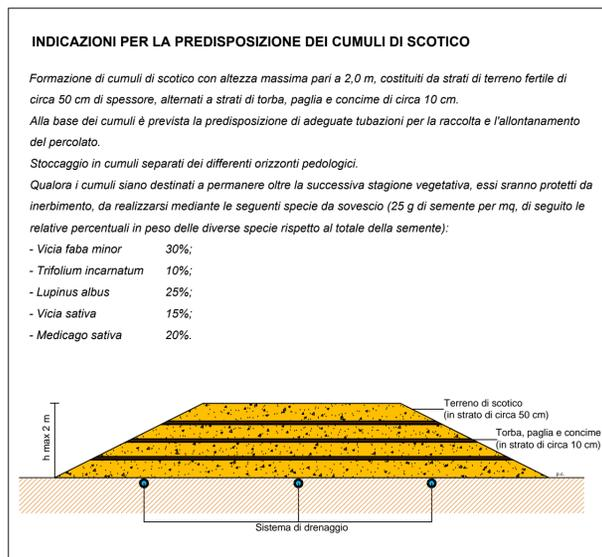 INDICAZIONI PER LA PREDISPOSIZIONE DEI CUMULI DI SCOTICO
Formazione di cumuli di scotico con altezza massima pari a 2,0 m, costituiti da strati di terreno fertile di
circa 50 cm di spessore, alternati a strati di torba, paglia e concime di circa 10 cm.
Alla base dei cumuli è prevista la predisposizione di adeguate tubazioni per la raccolta e l'allontanamento
del percolato.
Stoccaggio in cumuli separati dei differenti orizzonti pedologici.
Qualora i cumuli siano destinati a permanere oltre la successiva stagione vegetativa, essi sranno protetti da
inerbimento, da realizzarsi mediante le seguenti specie da sovescio (25 g di semente per mq, di seguito le
relative percentuali in peso delle diverse specie rispetto al totale della semente):
- Vicia faba minor 30%;
- Trifolium incarnatum 10%;
- Lupinus albus 25%;
- Vicia sativa 15%;
- Medicago sativa 20%.
h max 2 m
Terreno di scotico
(in strato di circa 50 cm)
Torba, paglia e concime
(in strato di circa 10 cm)
p.c.
Sistema di drenaggio